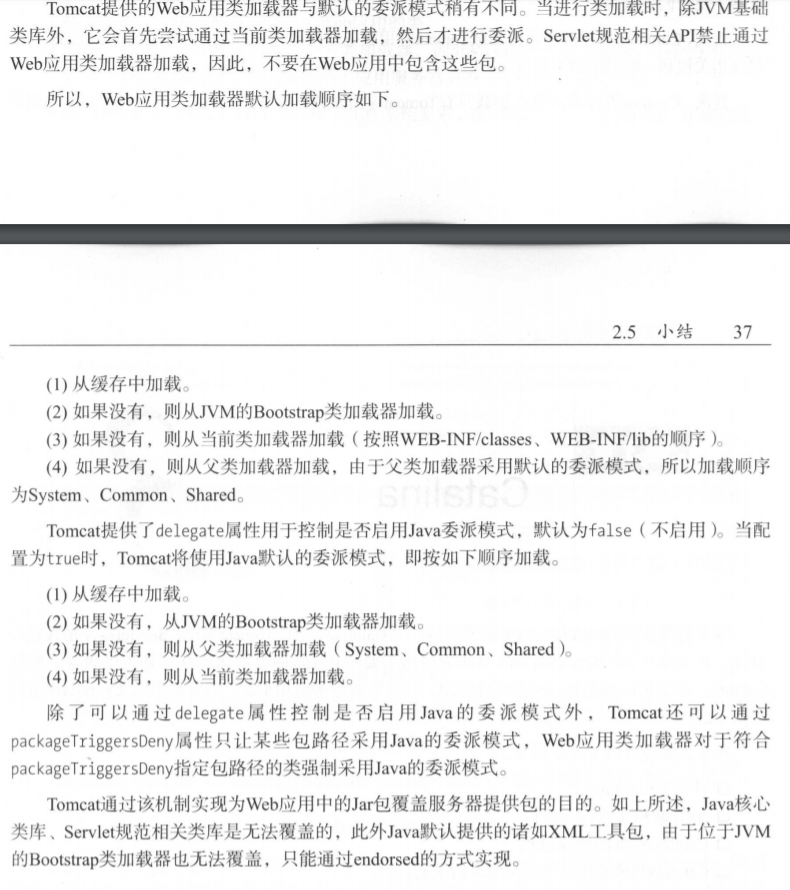 Tomcat提供的Web应用类加载器与默认的委派模式稍有不同。当进行类加载时，除JVM基础
类库外，它会首先尝试通过当前类加载器加载，然后才进行委派。Servlet规范相关API禁止通过
Web应用类加载器加载，因此，不要在Web应用中包含这些包。
所以，Web应用类加载器默认加载顺序如下。
2.5 小结 37
(1) 从缓存中加载。
(2) 如果没有，则从JVM的Bootstrap类加载器加载。
(3) 如果没有，则从当前类加载器加载（按照WEB-INF/classes、WEB-INF/lib的顺序）。
(4) 如果没有，则从父类加载器加载，由于父类加载器采用默认的委派模式，所以加载顺序
为System、Common、Shared。
Tomcat提供了delegate属性用于控制是否启用Java委派模式，默认为false（不启用）。当配
置为true时，Tomcat将使用Java默认的委派模式，即按如下顺序加载。
(1) 从缓存中加载。
(2) 如果没有，从JVM的Bootstrap类加载器加载。
(3) 如果没有，则从父类加载器加载（System、Common、Shared）。
(4) 如果没有，则从当前类加载器加载。
除了可以通过delegate属性控制是否启用Java的委派模式外，Tomcat还可以通过
packageTriggersDeny属性只让某些包路径采用Java的委派模式，Web应用类加载器对于符合
packageTriggersDeny指定包路径的类强制采用Java的委派模式。
Tomcat通过该机制实现为Web应用中的Jar包覆盖服务器提供包的目的。如上所述，Java核心
类库、Servlet规范相关类库是无法覆盖的，此外Java默认提供的诸如XML工具包，由于位于JVM
的Bootstrap类加载器也无法覆盖，只能通过endorsed的方式实现。